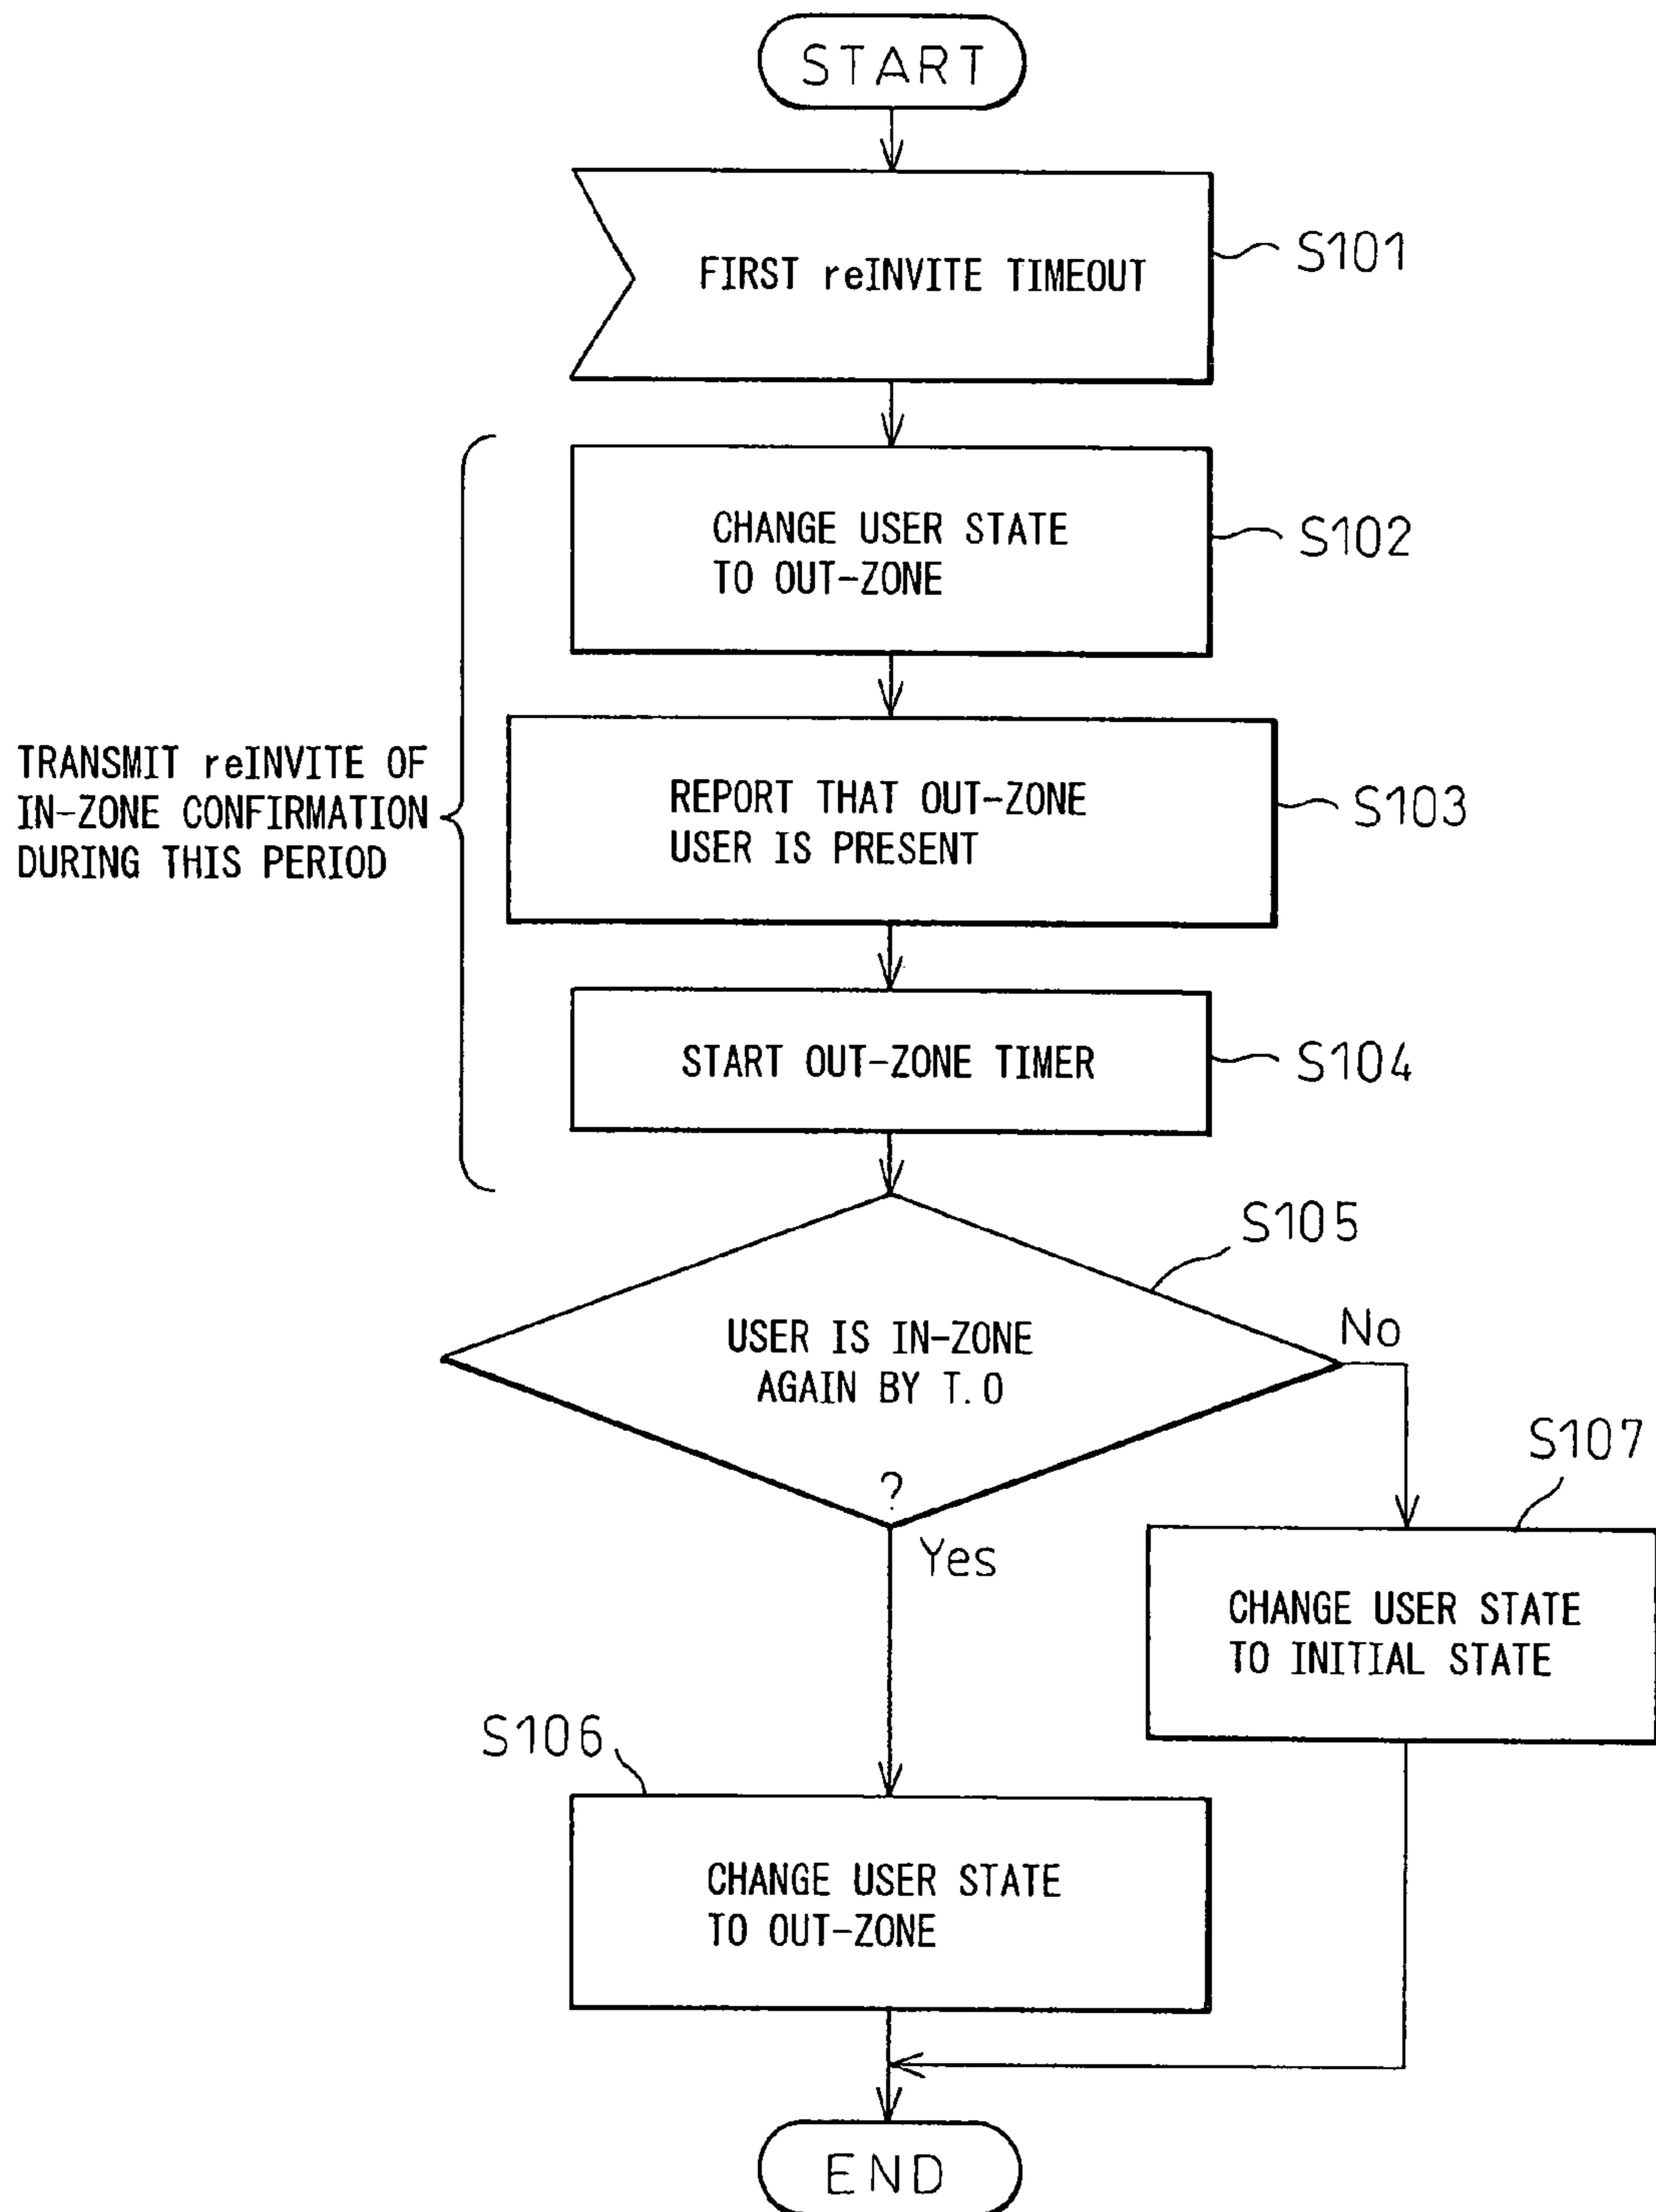 START
FIRST reINVITE TIMEOUT
S101
CHANGE USER STATE
TO OUT-ZONE
S102
TRANSMIT reINVITE OF
IN-ZONE CONFIRMATION
DURING THIS PERIOD
REPORT THAT OUT-ZONE
USER IS PRESENT
S103
START OUT-ZONE TIMER
S104
S105
USER IS IN-ZONE
AGAIN BY T.O
?
No
Yes
S107
CHANGE USER STATE
TO INITIAL STATE
S106
CHANGE USER STATE
TO OUT-ZONE
END